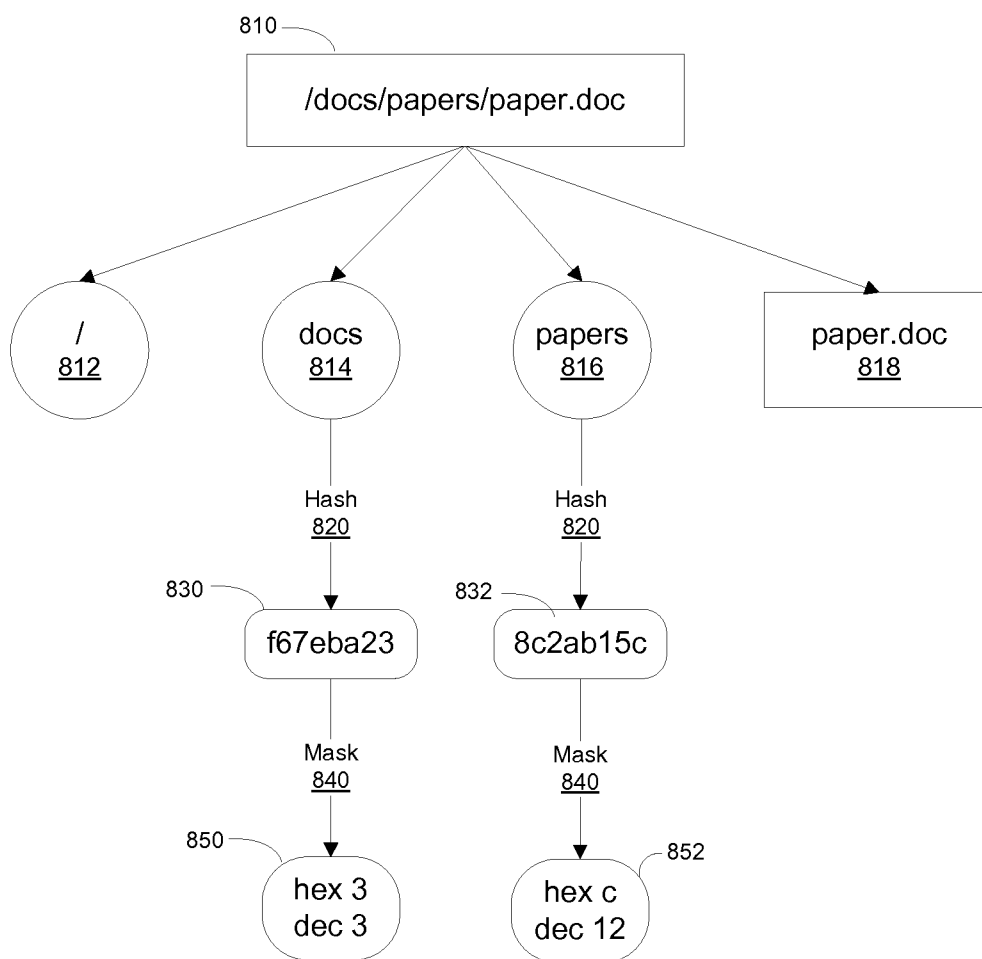 810
/docs/papers/paper.doc
/
812
docs
814
papers
816
paper.doc
818
Hash
820
Hash
820
830
f67eba23
832
8c2ab15c
Mask
840
Mask
840
850
hex 3
dec 3
852
hex c
dec 12